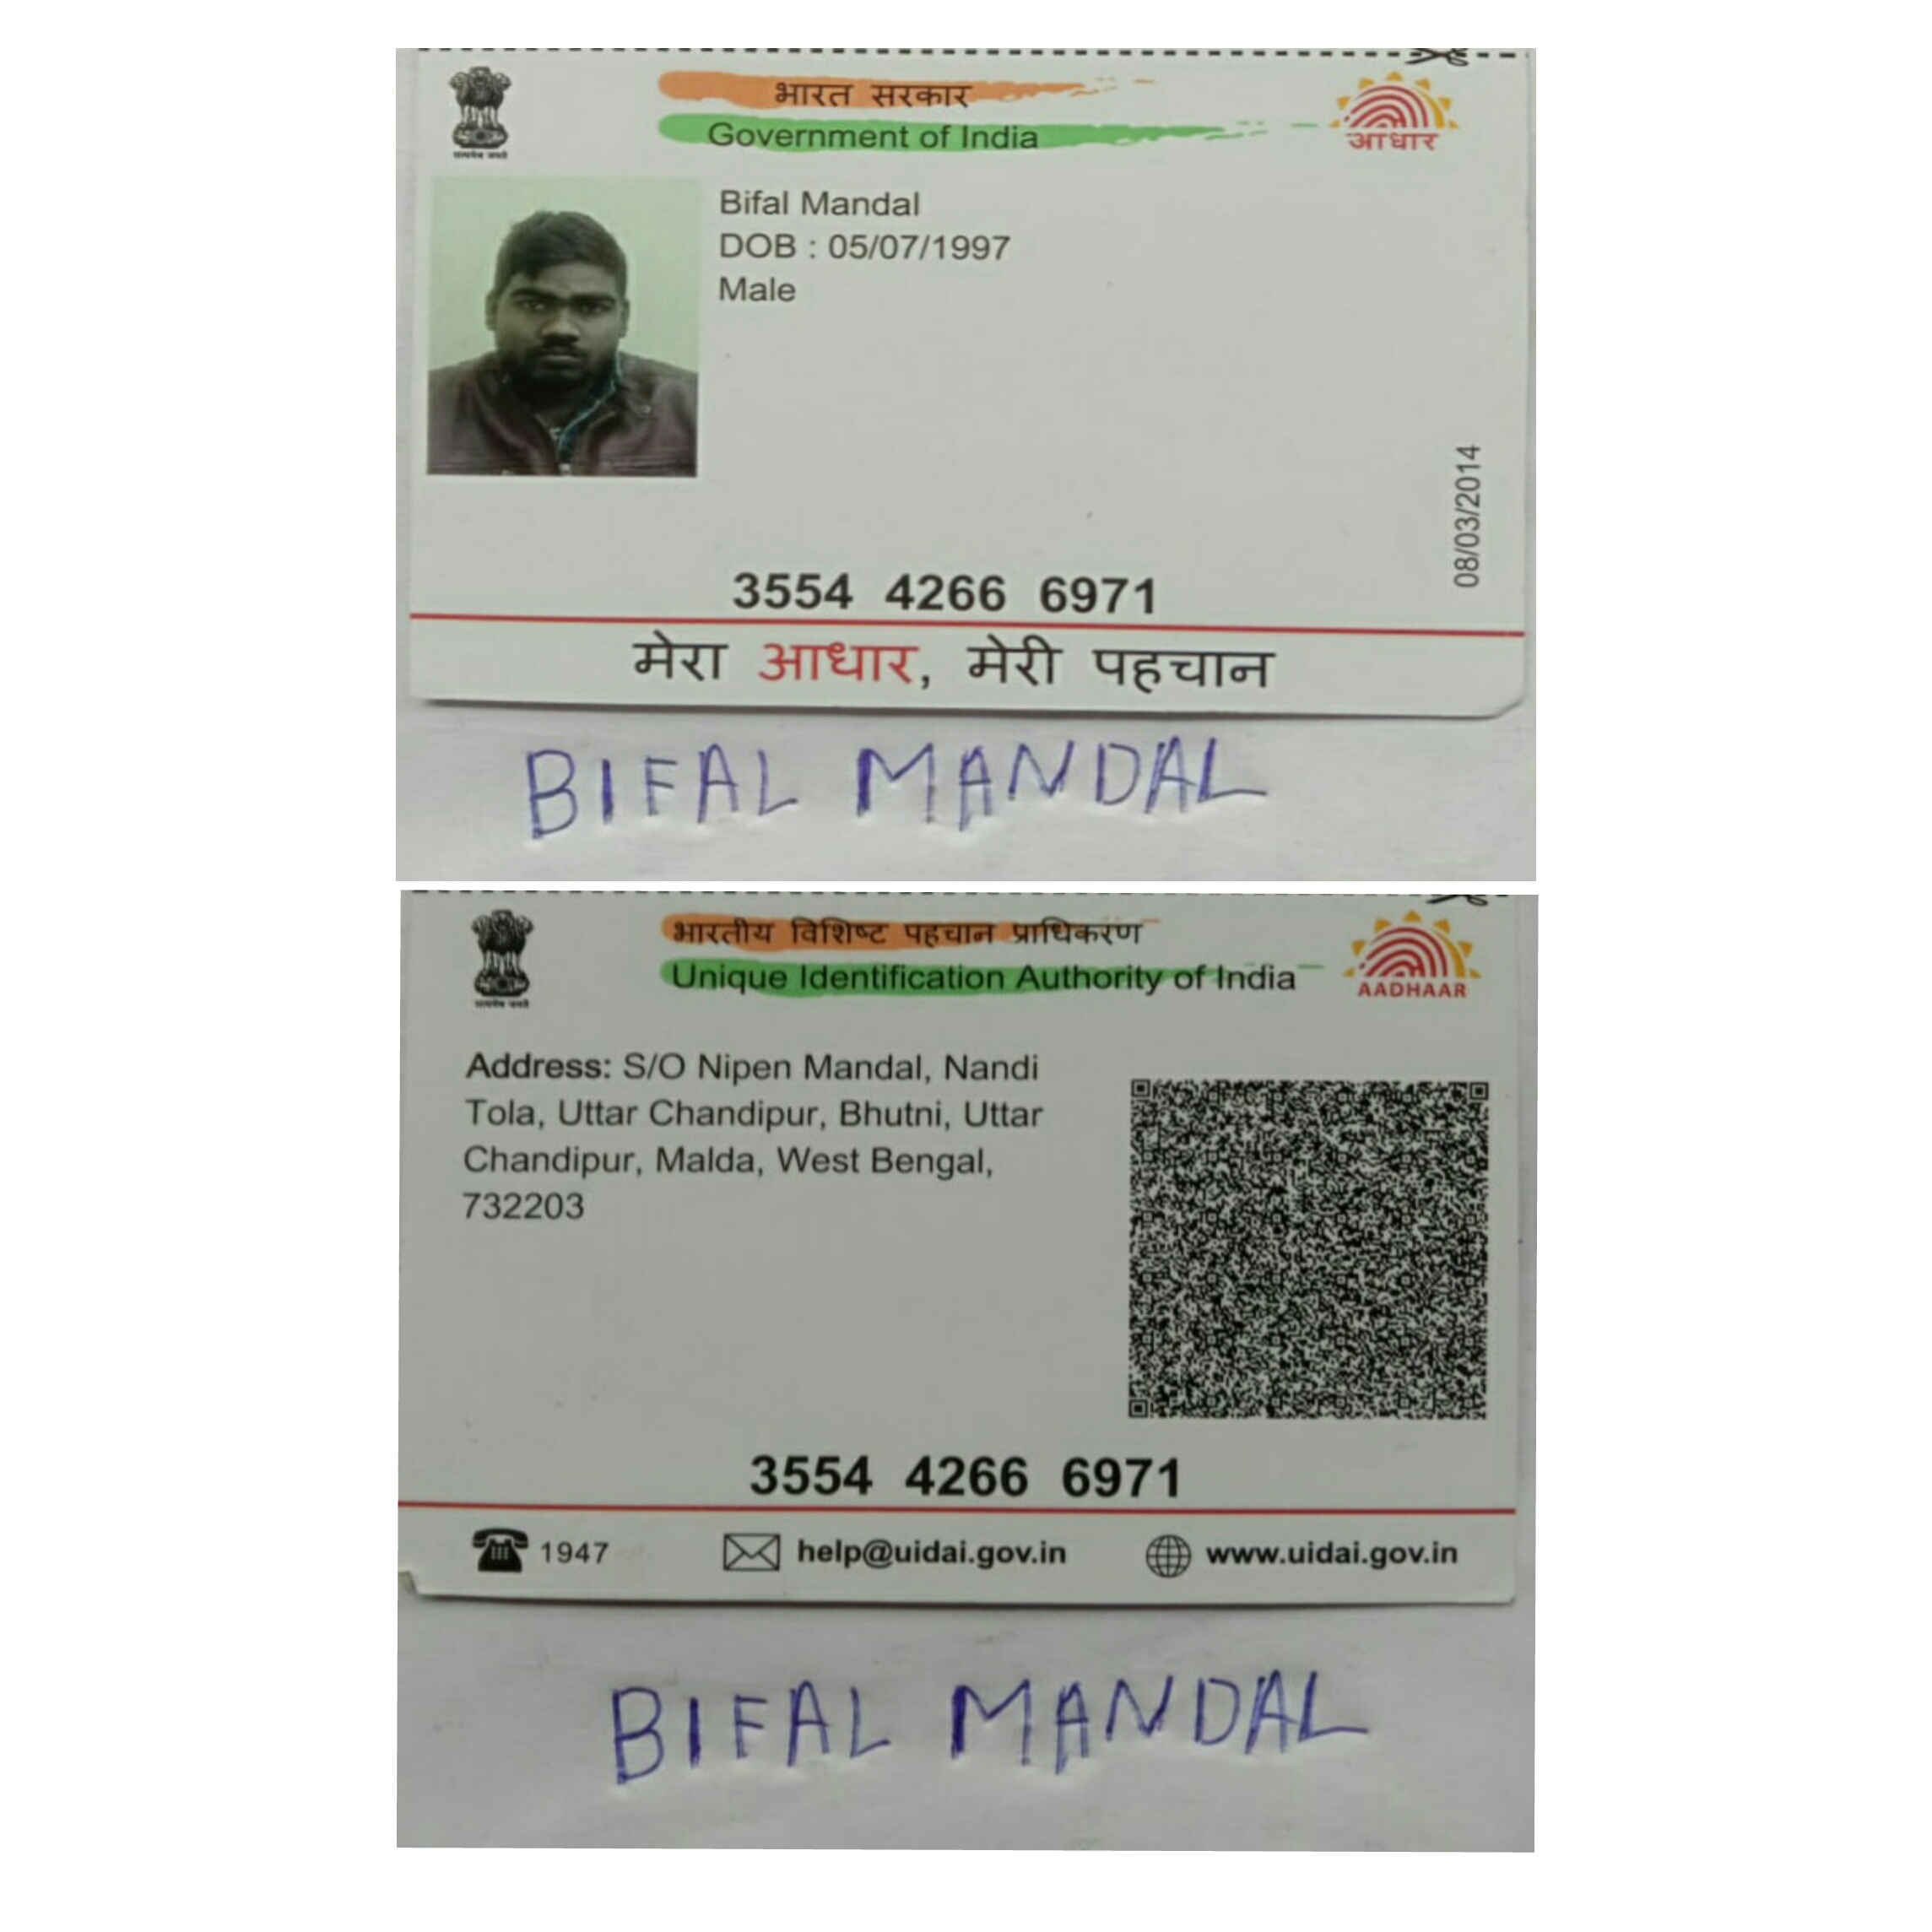 भारत सरकार
Government of India
आधार
सत्यमेव जयते
Bifal Mandal
DOB : 05/07/1997
Male
08/03/2014
3554 4266 6971
मेरा आधार, मेरी पहचान
BIFAL MANDAL
भारतीय विशिष्ट पहचान प्राधिकरण
Unique Identification Authority of India
AADHAAR
सत्यमेव जयते
Address: S/O Nipen Mandal, Nandi
Tola, Uttar Chandipur, Bhutni, Uttar
Chandipur, Malda, West Bengal,
732203
3554 4266 6971
1947 help@uidai.gov.in www.uidai.gov.in
BIFAL MANDAL